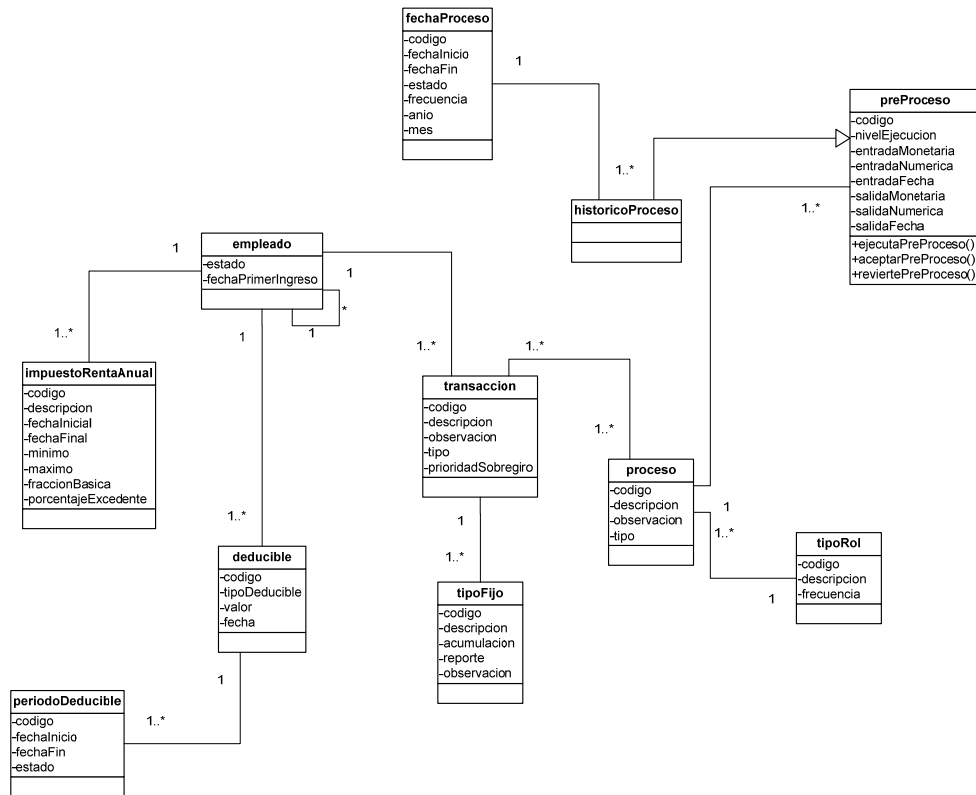 fechaProceso
-codigo
-fechaInicio
-fechaFin
-estado
-frecuencia
-anio
-mes
1
1..*
preProceso
-codigo
-nivelEjecucion
-entradaMonetaria
-entradaNumerica
-entradaFecha
-salidaMonetaria
-salidaNumerica
-salidaFecha
+ejecutaPreProceso()
+aceptarPreProceso()
+reviertePreProceso()
1..*
historicoProceso
empleado
-estado
-fechaPrimerIngreso
1
1
*
1
1
1..*
1..*
impuestoRentaAnual
-codigo
-descripcion
-fechaInicial
-fechaFinal
-minimo
-maximo
-fraccionBasica
-porcentajeExcedente
transaccion
-codigo
-descripcion
-observacion
-tipo
-prioridadSobregiro
1..*
1..*
proceso
-codigo
-descripcion
-observacion
-tipo
1
1..*
1
tipoRol
-codigo
-descripcion
-frecuencia
1..*
deducible
-codigo
-tipoDeducible
-valor
-fecha
1
1..*
tipoFijo
-codigo
-descripcion
-acumulacion
-reporte
-observacion
1
1..*
periodoDeducible
-codigo
-fechaInicio
-fechaFin
-estado